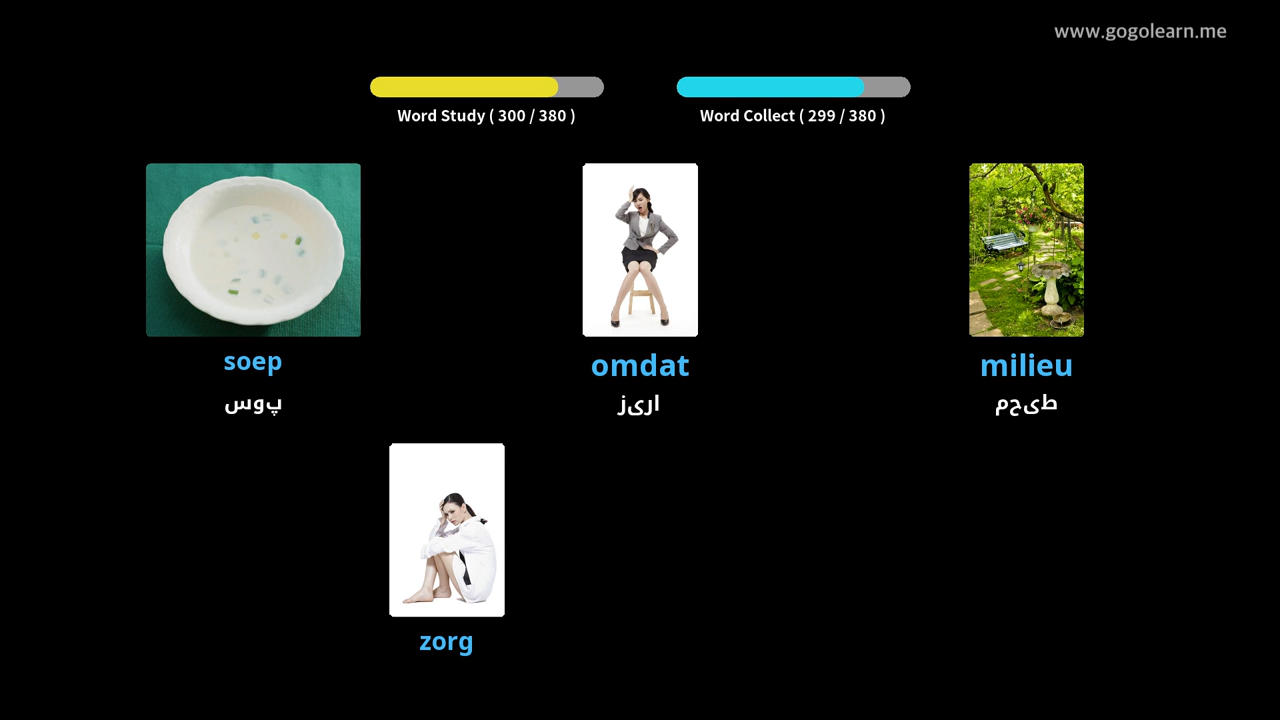 www.gogolearn.me
Word Study ( 300 / 380 )
Word Collect ( 299 / 380 )
soep
omdat
milieu
پوس
اریز
طیحم
zorg